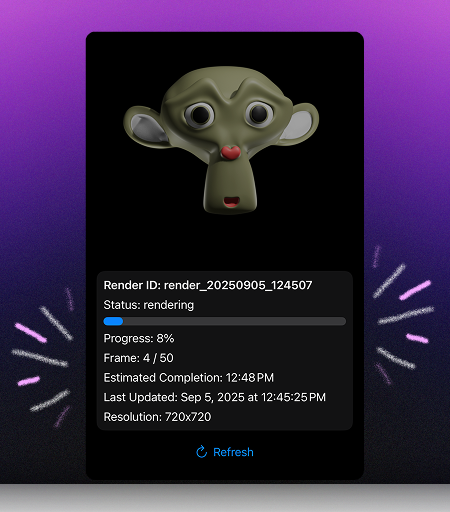 Render ID: render_20250905_124507
Status: rendering
Progress: 8%
Frame: 4 / 50
Estimated Completion: 12:48 PM
Last Updated: Sep 5, 2025 at 12:45:25 PM
Resolution: 720x720
Refresh